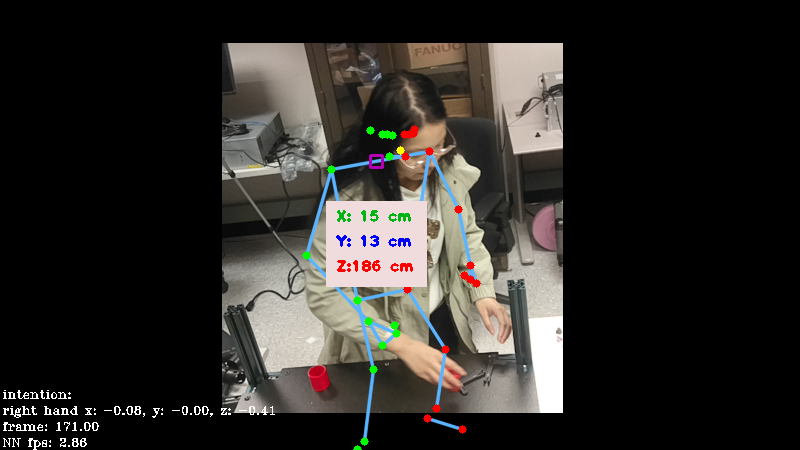 FANUC
X: 15 cm
Y: 13 cm
Z:186 cm
intention:
right hand x: −0.08, y: −0.00, z: −0.41
frame: 171.00
NN fps: 2.86